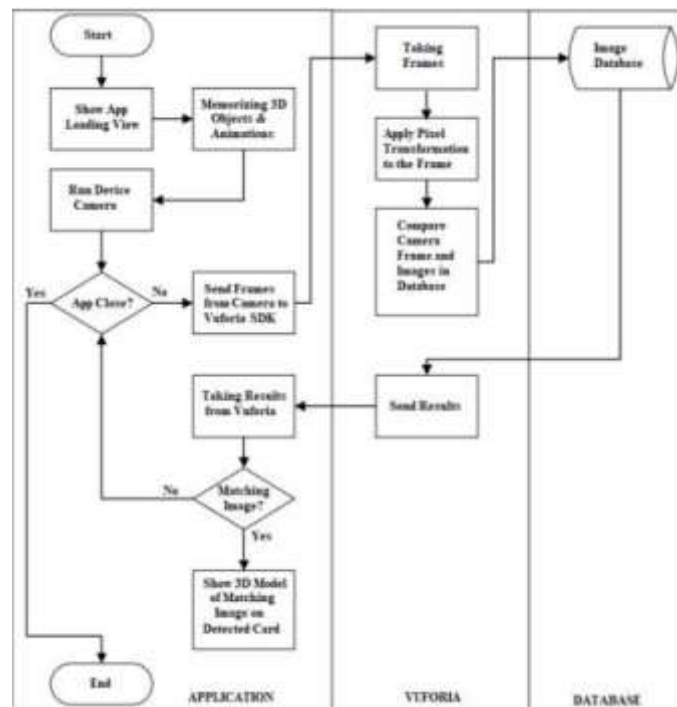 Start
Show App
Loading View
Memorizing 3D
Objects &
Animations
Run Device
Camera
App Close?
Yes
No
Send Frames
from Camera to
Vuforia SDK
Taking
Frames
Apply Pixel
Transformation
to the Frame
Compare
Camera
Frame and
Images in
Database
Image
Database
Send Results
Taking Results
from Vuforia
Matching
Image?
No
Yes
Show 3D Model
of Matching
Image on
Detected Card
End
APPLICATION
VUFORIA
DATABASE